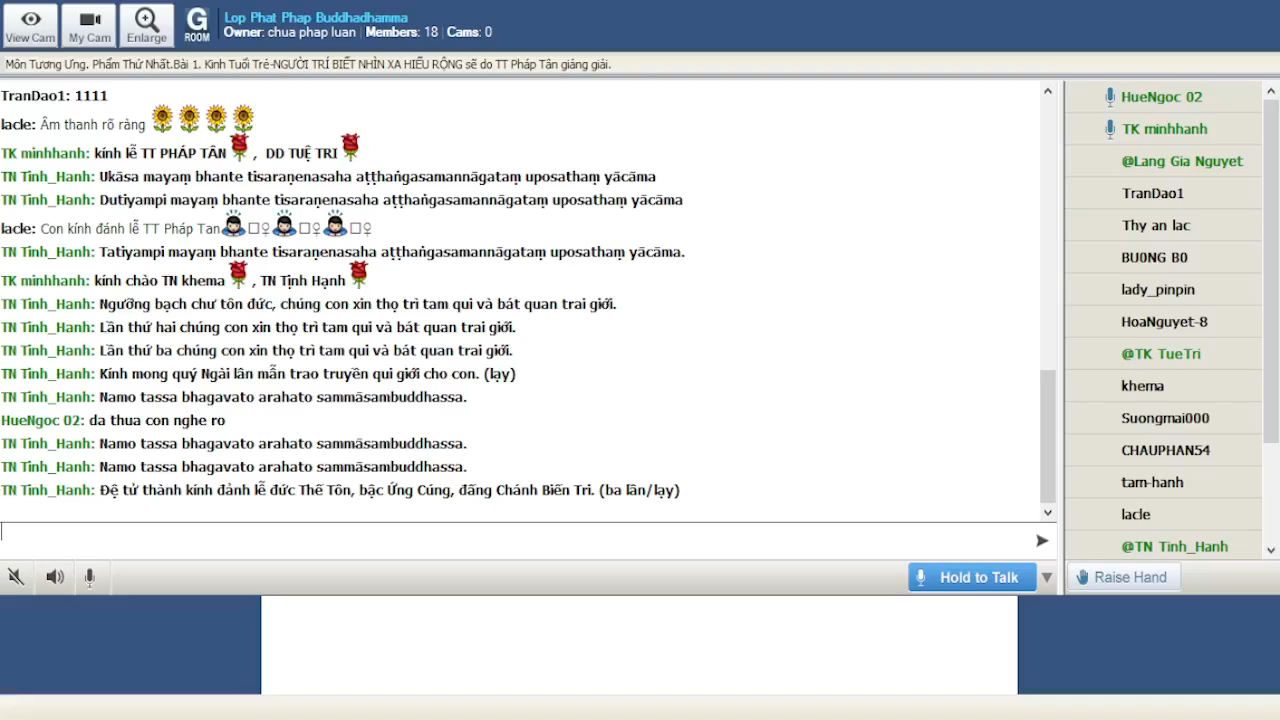 View Cam
My Cam
Enlarge
G
ROOM
Lop Phat Phap Buddhadhamma
Owner: chua phap luan | Members: 18 | Cams: 0
Môn Tương Ưng. Phẩm Thứ Nhất.Bài 1. Kinh Tuổi Trẻ-NGƯỜI TRÍ BIẾT NHÌN XA HIỂU RỘNG sẽ do TT Pháp Tân giảng giải.
TranDao1: 1111
lacle: Âm thanh rõ ràng
TK minhhanh: kính lễ TT PHÁP TÂN , DD TUỆ TRI
TN Tinh_Hanh: Ukāsa mayaṃ bhante tisaraṇenasaha aṭṭhaṅgasamannāgataṃ uposathaṃ yācāma
TN Tinh_Hanh: Dutiyampi mayaṃ bhante tisaraṇenasaha aṭṭhaṅgasamannāgataṃ uposathaṃ yācāma
lacle: Con kính đánh lễ TT Pháp Tan □♀ □♀ □♀
TN Tinh_Hanh: Tatiyampi mayaṃ bhante tisaraṇenasaha aṭṭhaṅgasamannāgataṃ uposathaṃ yācāma.
TK minhhanh: kính chào TN khema , TN Tịnh Hạnh
TN Tinh_Hanh: Ngưỡng bạch chư tôn đức, chúng con xin thọ trì tam qui và bát quan trai giới.
TN Tinh_Hanh: Lần thứ hai chúng con xin thọ trì tam qui và bát quan trai giới.
TN Tinh_Hanh: Lần thứ ba chúng con xin thọ trì tam qui và bát quan trai giới.
TN Tinh_Hanh: Kính mong quý Ngài lân mẫn trao truyền qui giới cho con. (lạy)
TN Tinh_Hanh: Namo tassa bhagavato arahato sammāsambuddhassa.
HueNgoc 02: da thua con nghe ro
TN Tinh_Hanh: Namo tassa bhagavato arahato sammāsambuddhassa.
TN Tinh_Hanh: Namo tassa bhagavato arahato sammāsambuddhassa.
TN Tinh_Hanh: Đệ tử thành kính đảnh lễ đức Thế Tôn, bậc Ứng Cúng, đấng Chánh Biến Tri. (ba lần/lạy)
Hold to Talk
HueNgoc 02
TK minhhanh
@Lang Gia Nguyet
TranDao1
Thy an lac
BU0NG B0
lady_pinpin
HoaNguyet-8
@TK TueTri
khema
Suongmai000
CHAUPHAN54
tam-hanh
lacle
@TN Tinh_Hanh
Raise Hand